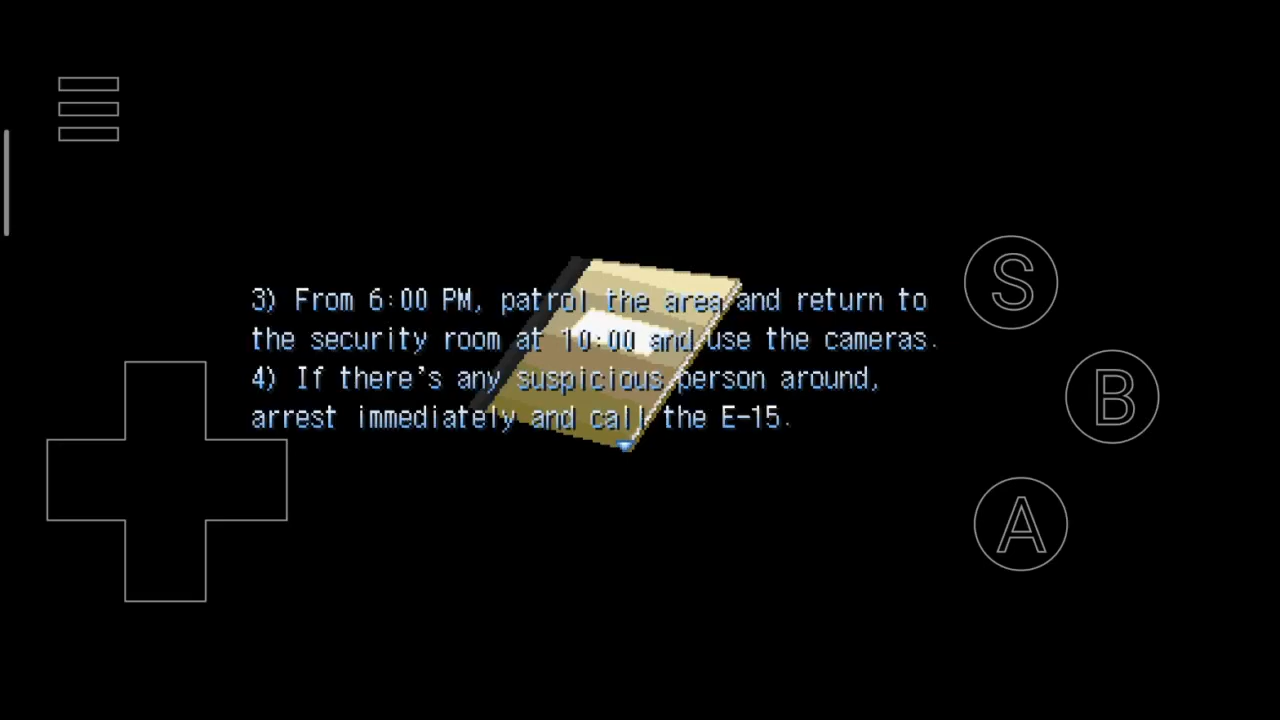 3) From 6:00 PM, patrol the area and return to
the security room at 10:00 and use the cameras.
4) If there's any suspicious person around,
arrest immediately and call the E-15.
S
B
A